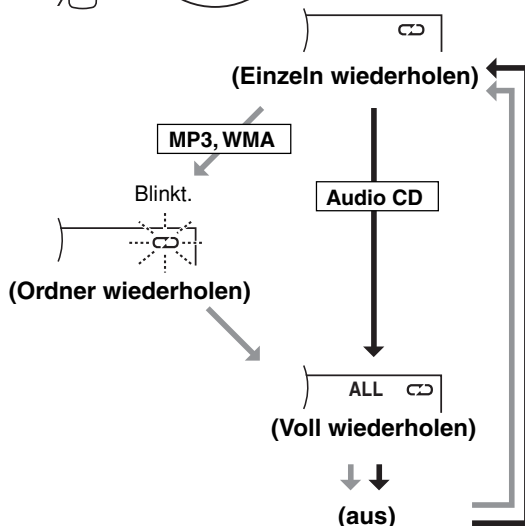 (Einzeln wiederholen)
MP3, WMA
Audio CD
Blinkt.
(Ordner wiederholen)
ALL
(Voll wiederholen)
(aus)